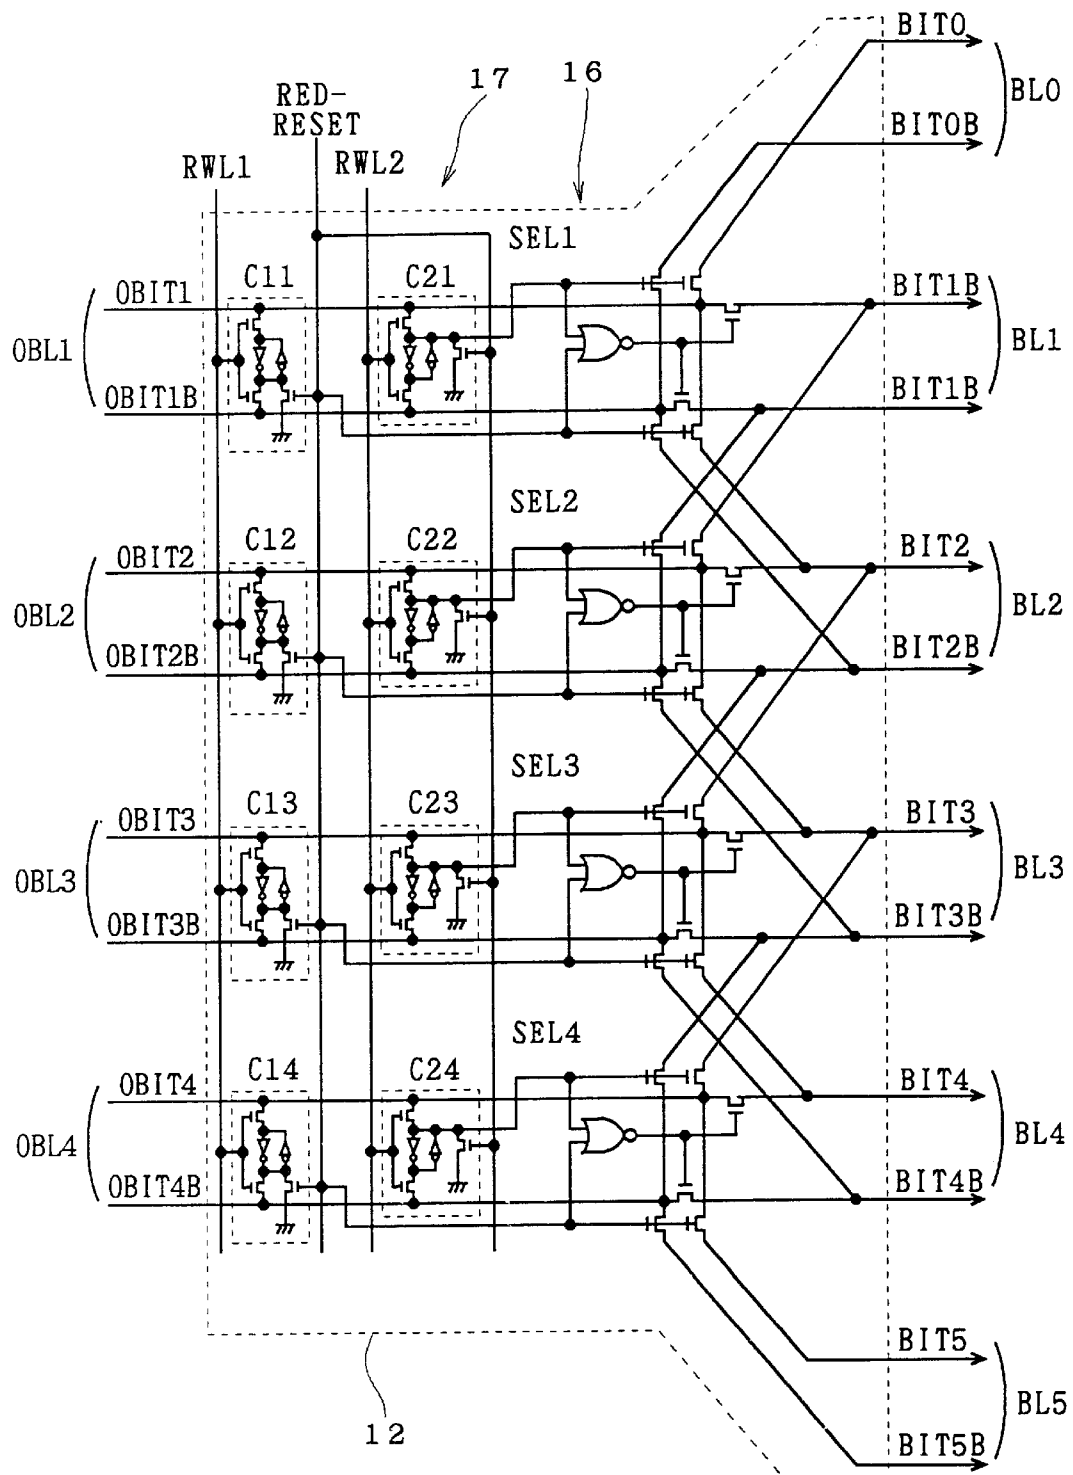 BIT0
16
17
RED-
RESET
BL0
BIT0B
RWL1
RWL2
SEL1
C11
C21
OBIT1
BIT1B
OBL1
BL1
OBIT1B
BIT1B
SEL2
C12
C22
OBIT2
BIT2
OBL2
BL2
OBIT2B
BIT2B
SEL3
C13
C23
OBIT3
BIT3
OBL3
BL3
OBIT3B
BIT3B
SEL4
C14
C24
OBIT4
BIT4
OBL4
BL4
OBIT4B
BIT4B
BIT5
12
BL5
BIT5B